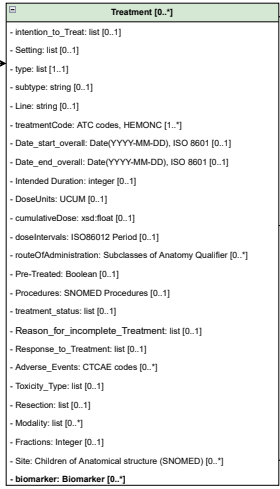 Treatment [0..*]
- intention_to_Treat: list [0..1]
- Setting: list [0..1]
- type: list [1..1]
- subtype: string [0..1]
- Line: string [0..1]
- treatmentCode: ATC codes, HEMONC [1..*]
- Date_start_overall: Date(YYYY-MM-DD), ISO 8601 [0..1]
- Date_end_overall: Date(YYYY-MM-DD), ISO 8601 [0..1]
- Intended Duration: integer [0..1]
- DoseUnits: UCUM [0..1]
- cumulativeDose: xsd:float [0..1]
- doseIntervals: ISO86012 Period [0..1]
- routeOfAdministration: Subclasses of Anatomy Qualifier [0..*]
- Pre-Treated: Boolean [0..1]
- Procedures: SNOMED Procedures [0..1]
- treatment_status: list [0..1]
- Reason_for_incomplete_Treatment: list [0..1]
- Response_to_Treatment: list [0..1]
- Adverse_Events: CTCAE codes [0..*]
- Toxicity_Type: list [0..1]
- Resection: list [0..1]
- Modality: list [0..*]
- Fractions: Integer [0..1]
- Site: Children of Anatomical structure (SNOMED) [0..*]
- biomarker: Biomarker [0..*]